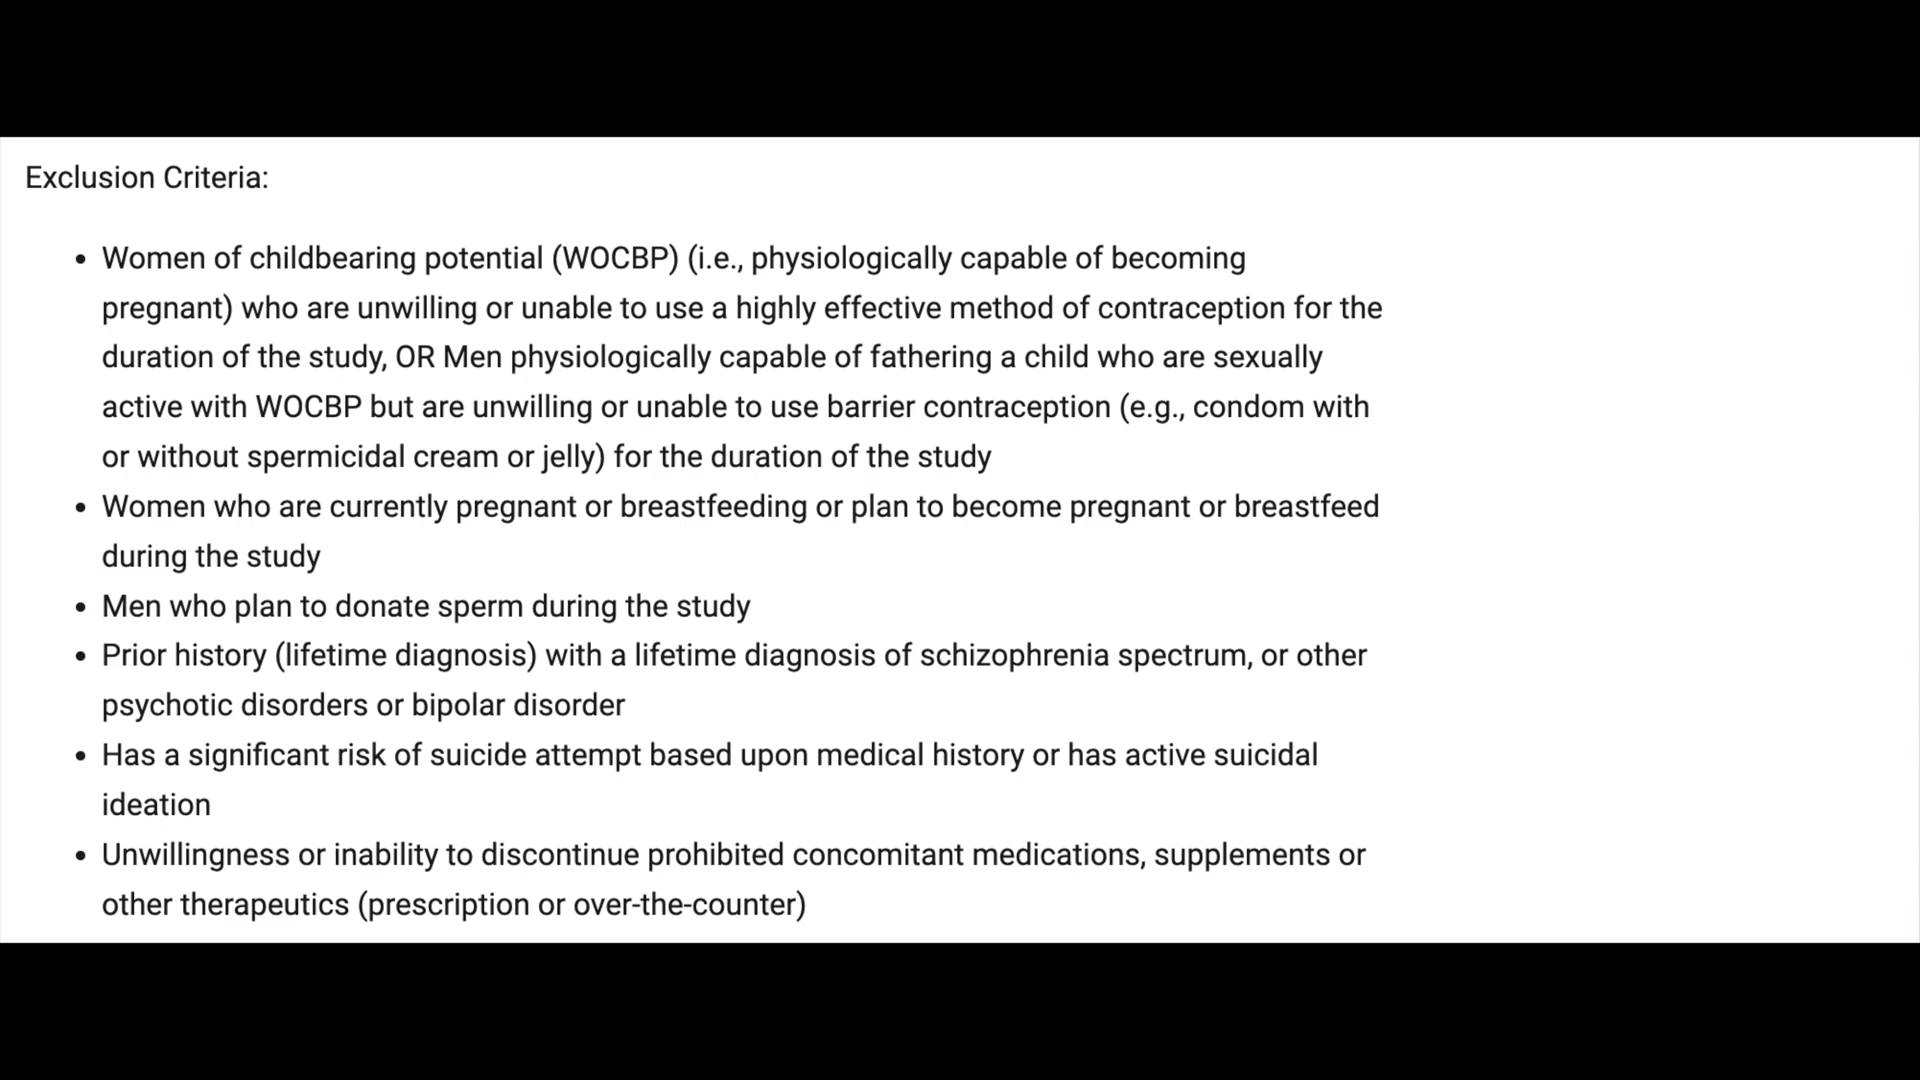 Exclusion Criteria:
• Women of childbearing potential (WOCBP) (i.e., physiologically capable of becoming
pregnant) who are unwilling or unable to use a highly effective method of contraception for the
duration of the study, OR Men physiologically capable of fathering a child who are sexually
active with WOCBP but are unwilling or unable to use barrier contraception (e.g., condom with
or without spermicidal cream or jelly) for the duration of the study
• Women who are currently pregnant or breastfeeding or plan to become pregnant or breastfeed
during the study
• Men who plan to donate sperm during the study
• Prior history (lifetime diagnosis) with a lifetime diagnosis of schizophrenia spectrum, or other
psychotic disorders or bipolar disorder
• Has a significant risk of suicide attempt based upon medical history or has active suicidal
ideation
• Unwillingness or inability to discontinue prohibited concomitant medications, supplements or
other therapeutics (prescription or over-the-counter)